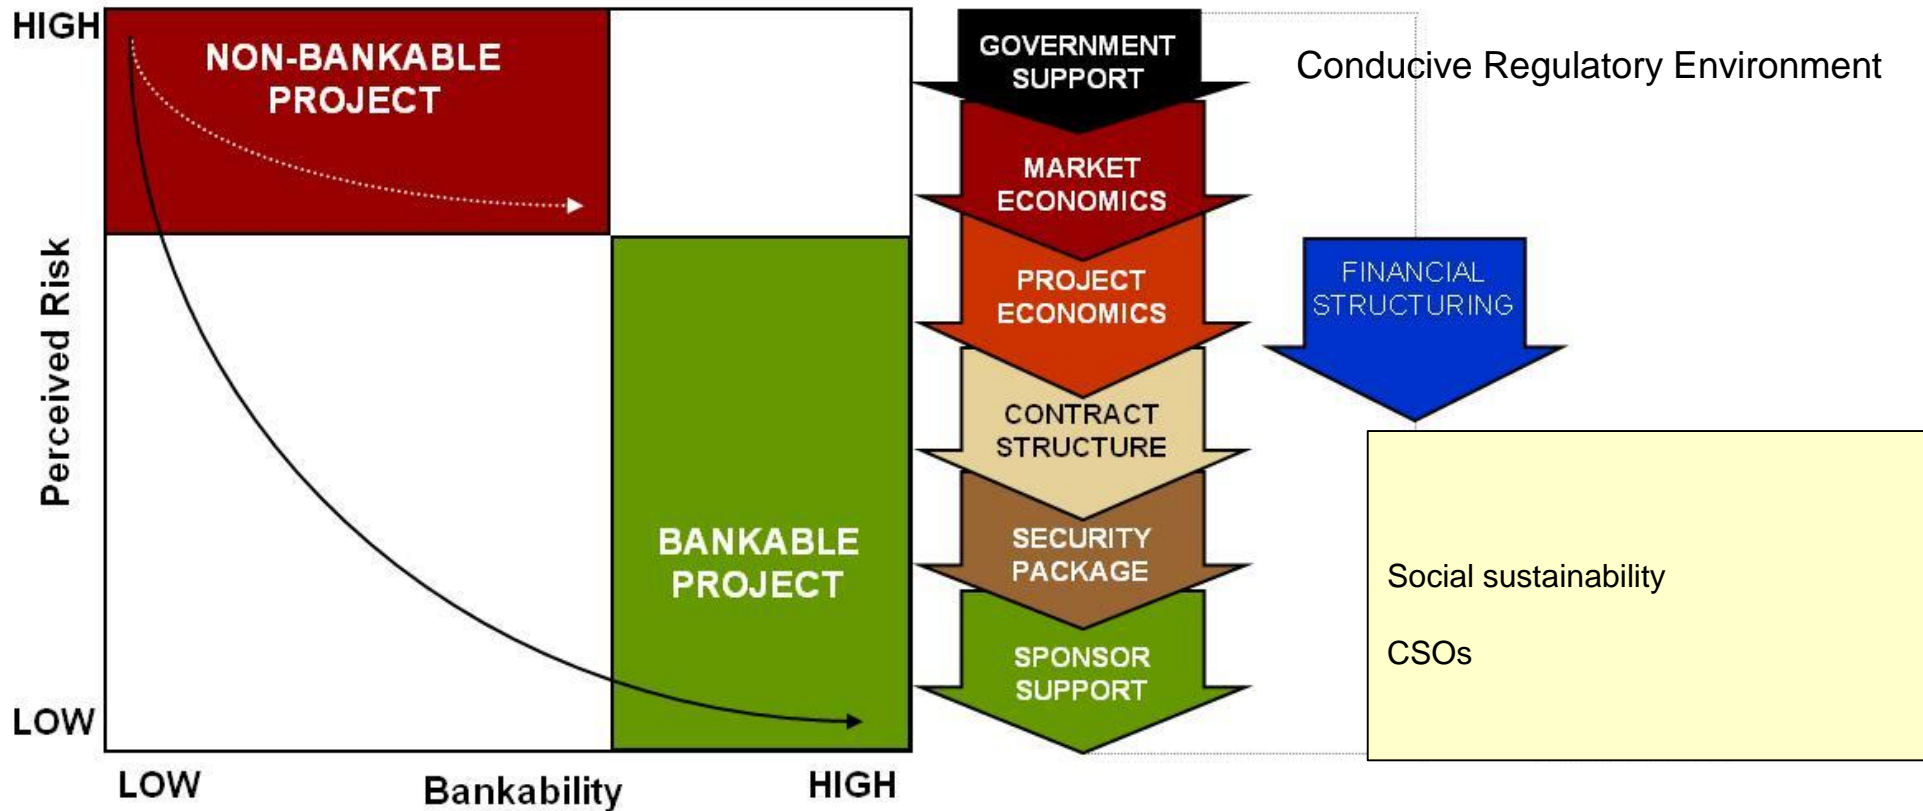 HIGH
NON-BANKABLE
PROJECT
Perceived Risk
BANKABLE
PROJECT
LOW
LOW
Bankability
HIGH
GOVERNMENT
SUPPORT
MARKET
ECONOMICS
PROJECT
ECONOMICS
CONTRACT
STRUCTURE
SECURITY
PACKAGE
SPONSOR
SUPPORT
Conducive Regulatory Environment
FINANCIAL
STRUCTURING
Social sustainability
CSOs